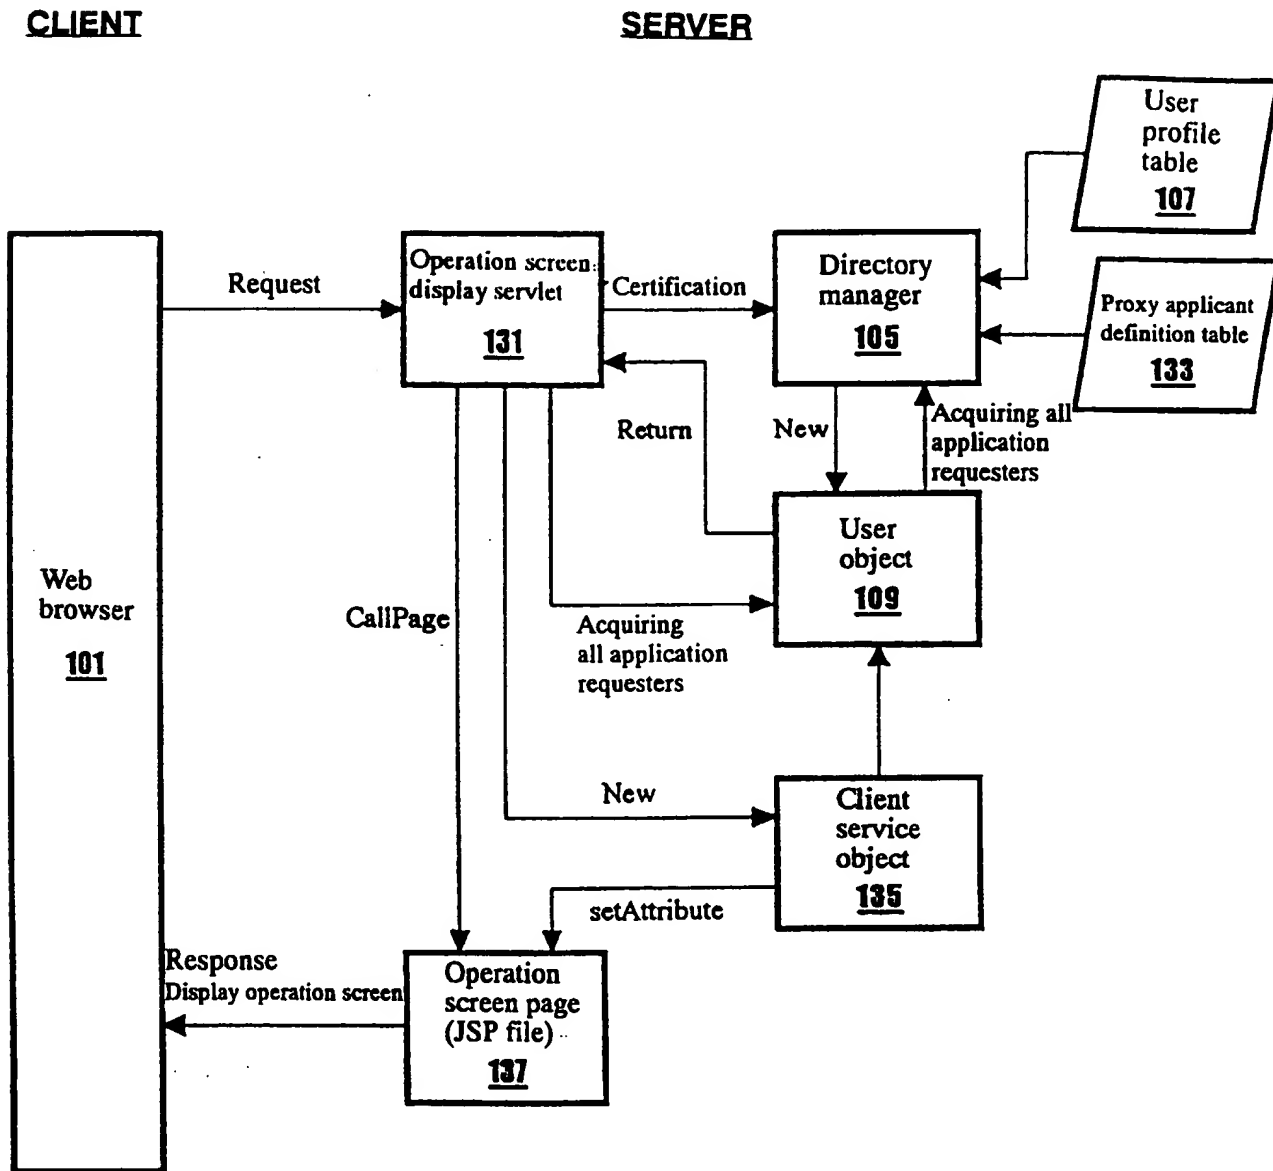 CLIENT
SERVER
User
profile
table
107
Proxy applicant
definition table
133
Request
Operation screen
display servlet
131
Certification
Directory
manager
105
Return
New
Acquiring all
application
requesters
User
object
109
Web
browser
101
CallPage
Acquiring
all application
requesters
New
Client
service
object
135
setAttribute
Response
Display operation screen
Operation
screen page
(JSP file)
137